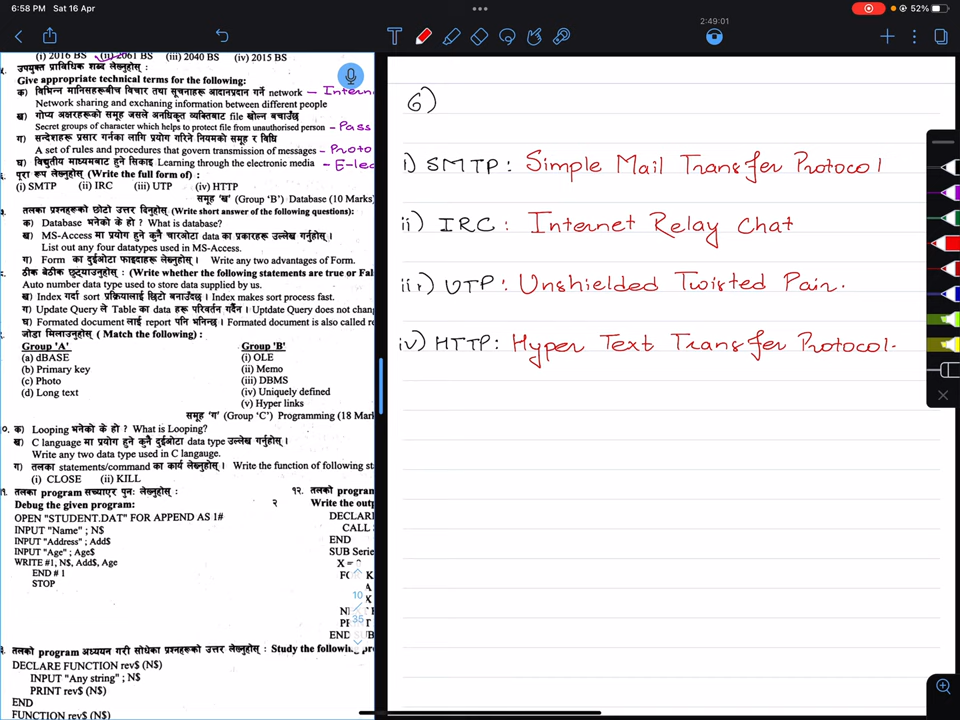 6:58 PM Sat 16 Apr
52%
2:49:01
(i) 2016 BS (ii) 2061 BS (iii) 2040 BS (iv) 2015 BS
५. उपयुक्त प्राविधिक शब्द लेख्नुहोस् :
Give appropriate technical terms for the following:
क) विभिन्न मानिसहरूबीच विचार तथा सूचनाहरू आदानप्रदान गर्ने network – Intern
Network sharing and exchaning information between different people
ख) गोप्य अक्षरहरूको समूह जसले अनधिकृत व्यक्तिबाट file खोल्न बचाउँछ
Secret groups of character which helps to protect file from unauthorised person – Pass
ग) सन्देशहरू प्रसार गर्नका लागि प्रयोग गरिने नियमको समूह र विधि
A set of rules and procedures that govern transmission of messages – Proto
घ) विद्युतीय माध्यमबाट हुने सिकाइ Learning through the electronic media – E-lea
पूरा रूप लेख्नुहोस् (Write the full form of) :
(i) SMTP (ii) IRC (iii) UTP (iv) HTTP
समूह 'ख' (Group 'B') Database (10 Marks
तलका प्रश्नहरूको छोटो उत्तर दिनुहोस् (Write short answer of the following questions):
क) Database भनेको के हो ? What is database?
ख) MS-Access मा प्रयोग हुने कुनै चारओटा data का प्रकारहरू उल्लेख गर्नुहोस् ।
List out any four datatypes used in MS-Access.
ग) Form का दुईओटा फाइदाहरू लेख्नुहोस् । Write any two advantages of Form.
ठीक बेठीक छुट्याउनुहोस् : (Write whether the following statements are true or Fal
Auto number data type used to store data supplied by us.
ख) Index गर्दा sort प्रक्रियालाई छिटो बनाउँदछ । Index makes sort process fast.
ग) Update Query ले Table का data हरू परिवर्तन गर्दैन । Uptdate Query does not chan
घ) Formatted document लाई report पनि भनिन्छ । Formated document is also called re
जोडा मिलाउनुहोस् ( Match the following) :
Group 'A' Group 'B'
(a) dBASE (i) OLE
(b) Primary key (ii) Memo
(c) Photo (iii) DBMS
(d) Long text (iv) Uniquely defined
(v) Hyper links
समूह 'ग' (Group 'C') Programming (18 Mark
०. क) Looping भनेको के हो ? What is Looping?
ख) C language मा प्रयोग हुने कुनै दुईओटा data type उल्लेख गर्नुहोस् ।
Write any two data type used in C langauge.
ग) तलका statements/command का कार्य लेख्नुहोस् । Write the function of following st
(i) CLOSE (ii) KILL
११. तलका program सच्याएर पुनः लेख्नुहोस् :
Debug the given program: २
OPEN "STUDENT.DAT" FOR APPEND AS 1#
INPUT "Name" ; N$
INPUT "Address" ; Add$
INPUT "Age" ; Age$
WRITE #1, N$, Add$, Age
END # 1
STOP
१२. तलको program
Write the outp
DECLARE
CALL
END
SUB Serie
X =
FO K
A
X
N
PR
END SUB
10
35
३. तलको program अध्ययन गरी सोधेका प्रश्नहरूको उत्तर लेख्नुहोस् : Study the following pr
DECLARE FUNCTION rev$ (N$)
INPUT "Any string" ; N$
PRINT rev$ (N$)
END
FUNCTION rev$ (N$)
6)
i) SMTP: Simple Mail Transfer Protocol
ii) IRC: Internet Relay Chat
iii) UTP: Unshielded Twisted Pair.
iv) HTTP: Hyper Text Transfer Protocol.